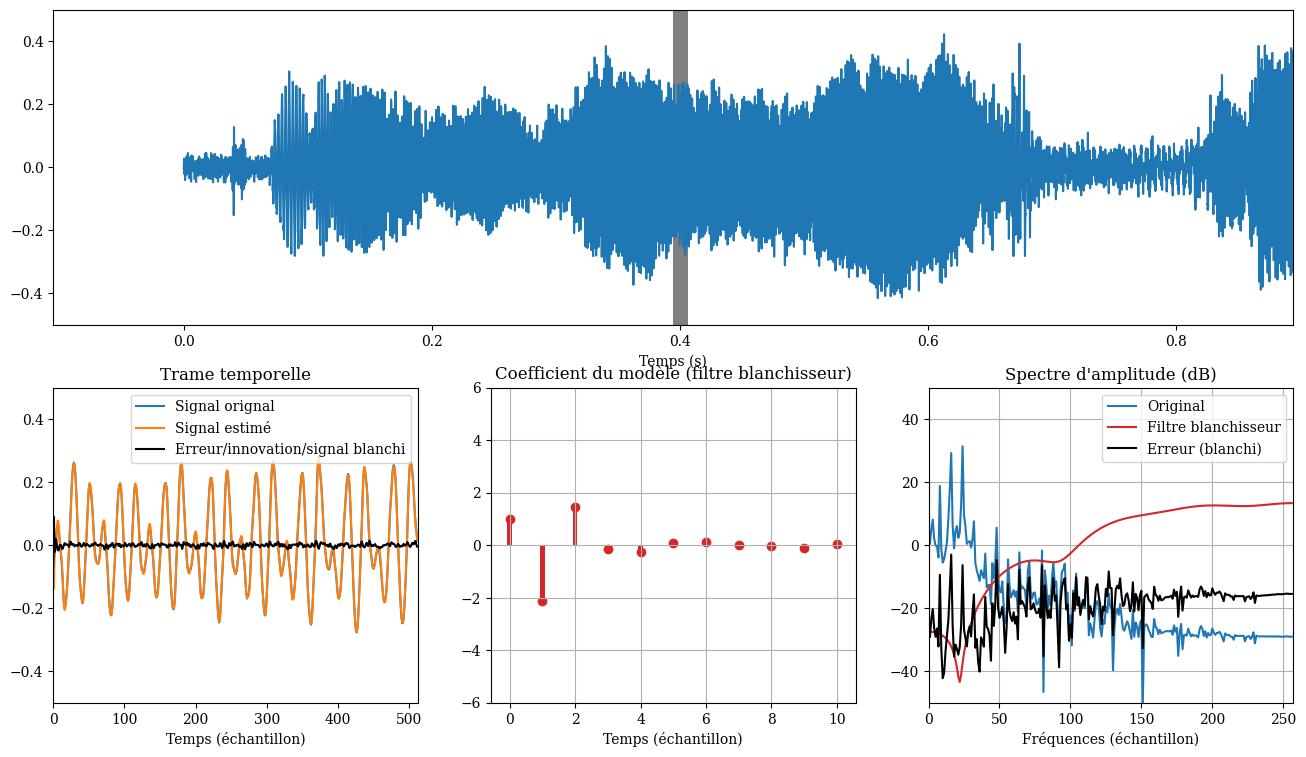 0.4
0.2
0.0
−0.2
−0.4
0.0 0.2 0.4 0.6 0.8
Temps (s)
Trame temporelle
0.4
0.2
0.0
−0.2
−0.4
Signal orignal
Signal estimé
Erreur/innovation/signal blanchi
0 100 200 300 400 500
Temps (échantillon)
Coefficient du modèle (filtre blanchisseur)
6
4
2
0
−2
−4
−6
0 2 4 6 8 10
Temps (échantillon)
Spectre d'amplitude (dB)
40
20
0
−20
−40
Original
Filtre blanchisseur
Erreur (blanchi)
0 50 100 150 200 250
Fréquences (échantillon)